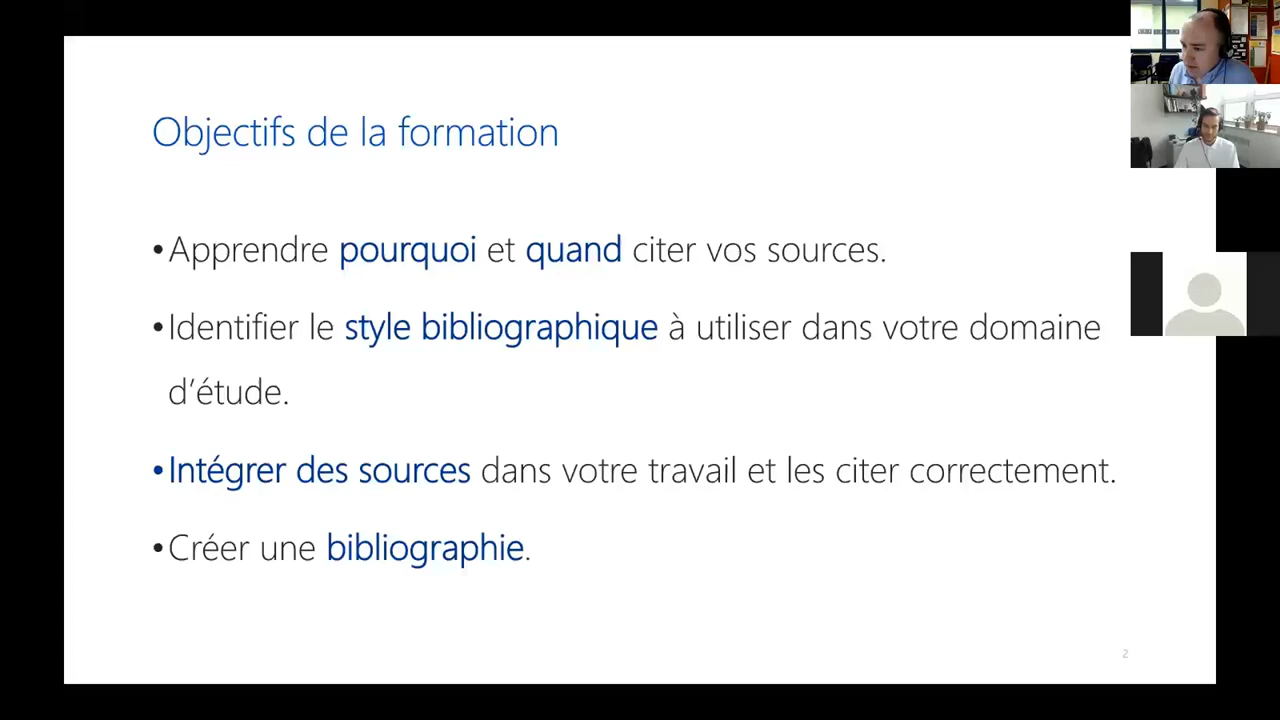 Objectifs de la formation
•Apprendre pourquoi et quand citer vos sources.
•Identifier le style bibliographique à utiliser dans votre domaine
d’étude.
•Intégrer des sources dans votre travail et les citer correctement.
•Créer une bibliographie.
2